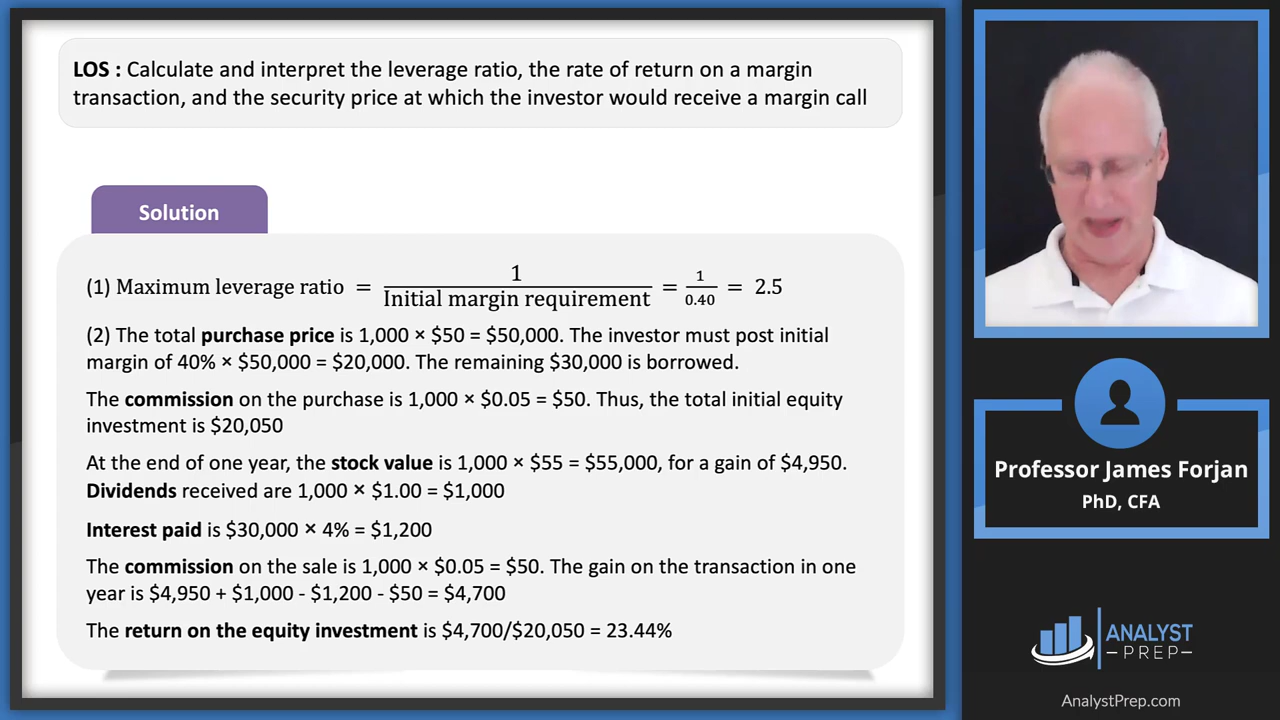 LOS : Calculate and interpret the leverage ratio, the rate of return on a margin
transaction, and the security price at which the investor would receive a margin call
Solution
(1) Maximum leverage ratio = 1 / Initial margin requirement = 1 / 0.40 = 2.5
(2) The total purchase price is 1,000 × $50 = $50,000. The investor must post initial
margin of 40% × $50,000 = $20,000. The remaining $30,000 is borrowed.
The commission on the purchase is 1,000 × $0.05 = $50. Thus, the total initial equity
investment is $20,050
At the end of one year, the stock value is 1,000 × $55 = $55,000, for a gain of $4,950.
Dividends received are 1,000 × $1.00 = $1,000
Interest paid is $30,000 × 4% = $1,200
The commission on the sale is 1,000 × $0.05 = $50. The gain on the transaction in one
year is $4,950 + $1,000 - $1,200 - $50 = $4,700
The return on the equity investment is $4,700/$20,050 = 23.44%
Professor James Forjan
PhD, CFA
ANALYST
–PREP–
AnalystPrep.com